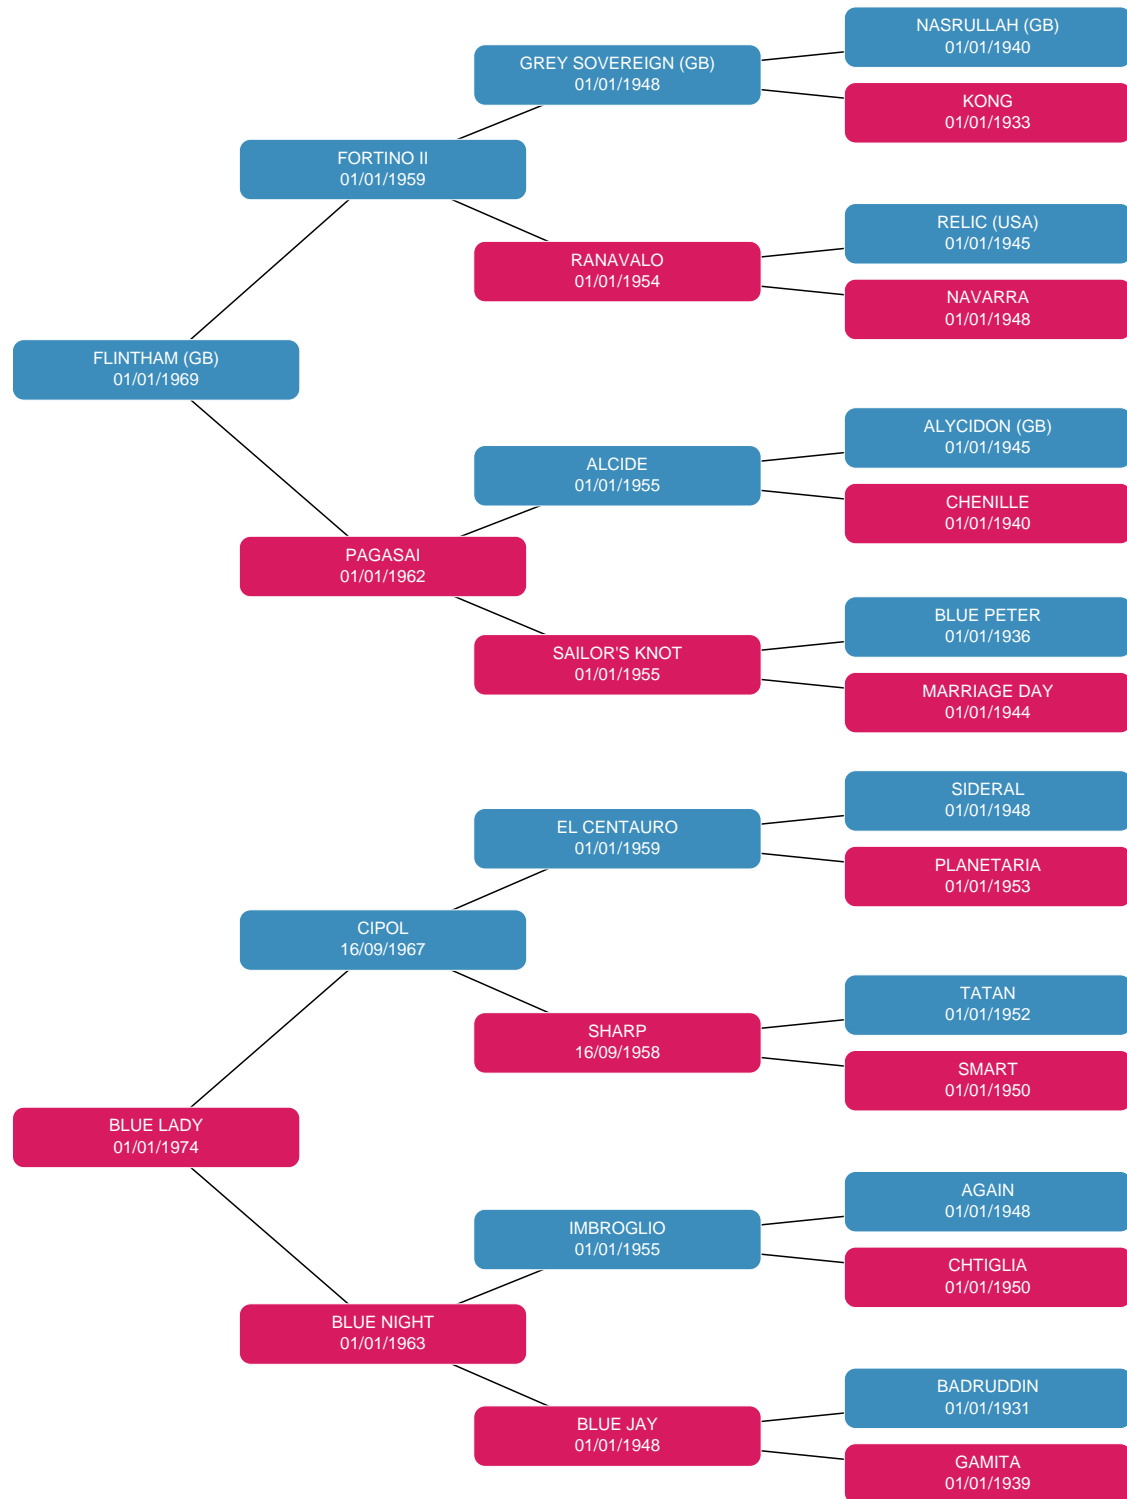 NASRULLAH (GB)
01/01/1940
GREY SOVEREIGN (GB)
01/01/1948
KONG
01/01/1933
FORTINO II
01/01/1959
RELIC (USA)
01/01/1945
RANAVALO
01/01/1954
NAVARRA
01/01/1948
FLINTHAM (GB)
01/01/1969
ALYCIDON (GB)
01/01/1945
ALCIDE
01/01/1955
CHENILLE
01/01/1940
PAGASAI
01/01/1962
BLUE PETER
01/01/1936
SAILOR'S KNOT
01/01/1955
MARRIAGE DAY
01/01/1944
SIDERAL
01/01/1948
EL CENTAURO
01/01/1959
PLANETARIA
01/01/1953
CIPOL
16/09/1967
TATAN
01/01/1952
SHARP
16/09/1958
SMART
01/01/1950
BLUE LADY
01/01/1974
AGAIN
01/01/1948
IMBROGLIO
01/01/1955
CHTIGLIA
01/01/1950
BLUE NIGHT
01/01/1963
BADRUDDIN
01/01/1931
BLUE JAY
01/01/1948
GAMITA
01/01/1939